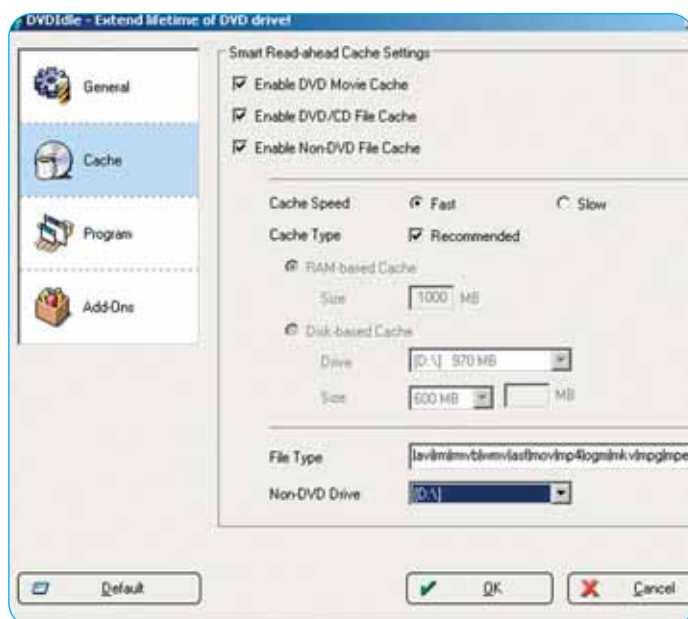 DVDIdle - Extend lifetime of DVD drive!
General
Cache
Program
Add-Ons
Smart Read-ahead Cache Settings
Enable DVD Movie Cache
Enable DVD/CD File Cache
Enable Non-DVD File Cache
Cache Speed Fast Slow
Cache Type Recommended
RAM-based Cache
Size 1000 MB
Disk-based Cache
Drive [D:\] 970 MB
Size 600 MB MB
File Type
Non-DVD Drive [D:\]
Default OK Cancel